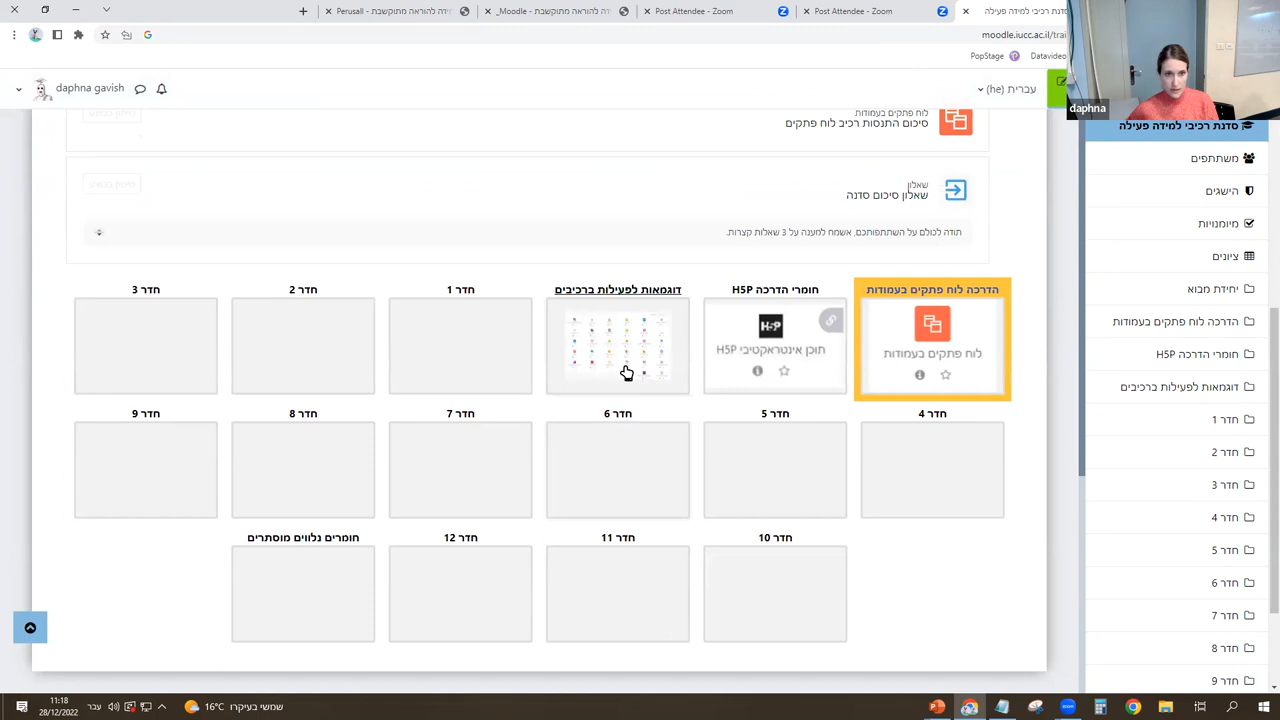 Perusall - הוראה מתוקשבת
Moodle_ - הוראה מתוקשבת
Post Attendee - Zoom
Post Attendee - Zoom
סדנת רכיבי למידה פעילה
moodle.iucc.ac.il/trai
PopStage
Datavideo
daphna gavish
עברית ‎(he)‎
daphna
לוח פתקים בעמודות
סיכום התנסות רכיב לוח פתקים
שאלון
שאלון סיכום סדנה
תודה לכולם על השתתפותכם, אשמח למענה על 3 שאלות קצרות.
הדרכה לוח פתקים בעמודות
חומרי הדרכה H5P
דוגמאות לפעילות ברכיבים
חדר 1
חדר 2
חדר 3
לוח פתקים בעמודות
H5P
תוכן אינטראקטיבי H5P
חדר 4
חדר 5
חדר 6
חדר 7
חדר 8
חדר 9
חדר 10
חדר 11
חדר 12
חומרים נלווים מוסתרים
סדנת רכיבי למידה פעילה
משתתפים
הישגים
מיומנויות
ציונים
יחידת מבוא
הדרכה לוח פתקים בעמודות
חומרי הדרכה H5P
דוגמאות לפעילות ברכיבים
חדר 1
חדר 2
חדר 3
חדר 4
חדר 5
חדר 6
חדר 7
חדר 8
חדר 9
11:18
28/12/2022
עבר
16°C שמשי בעיקרו
zoom